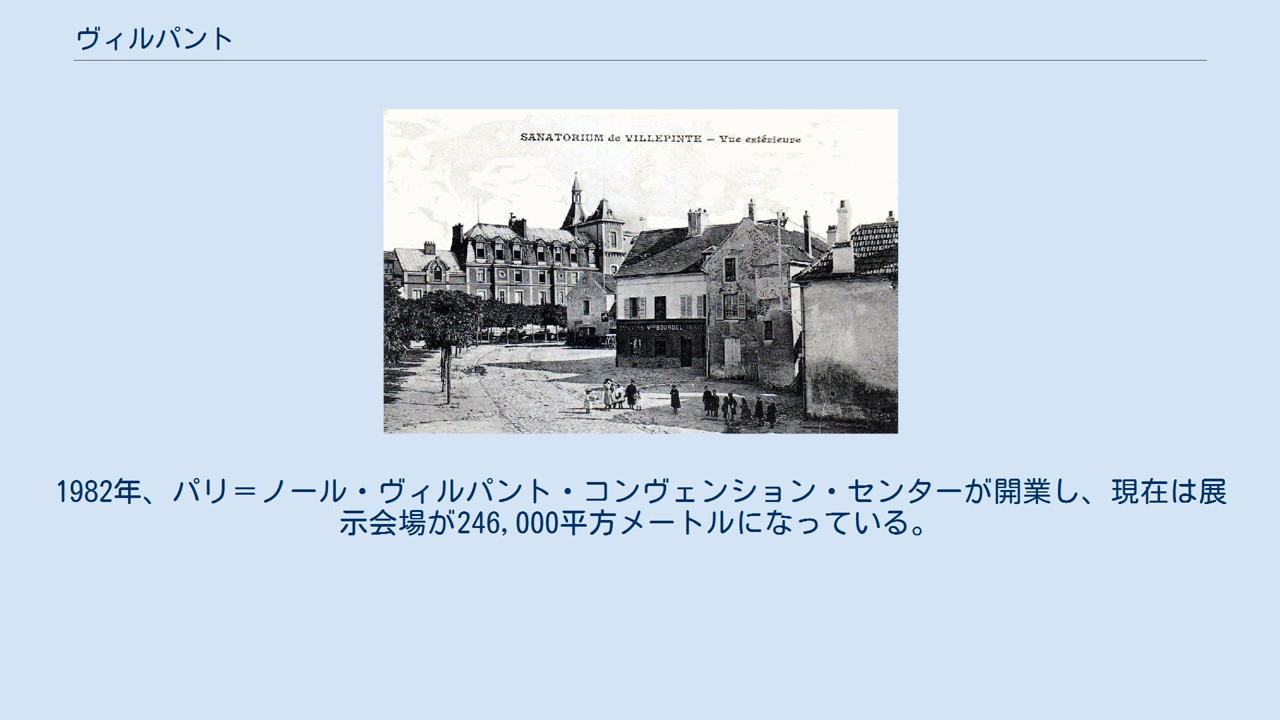 ヴィルパント
SANATORIUM de VILLEPINTE – Vue extérieure
BOURDEL
1982年、パリ＝ノール・ヴィルパント・コンヴェンション・センターが開業し、現在は展
示会場が246,000平方メートルになっている。